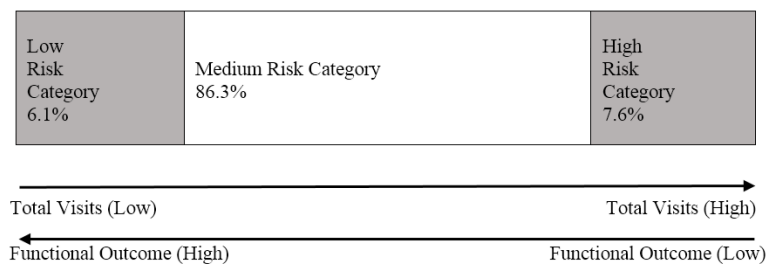 Low
Risk
Category
6.1%
Medium Risk Category
86.3%
High
Risk
Category
7.6%
Total Visits (Low)
Total Visits (High)
Functional Outcome (High)
Functional Outcome (Low)